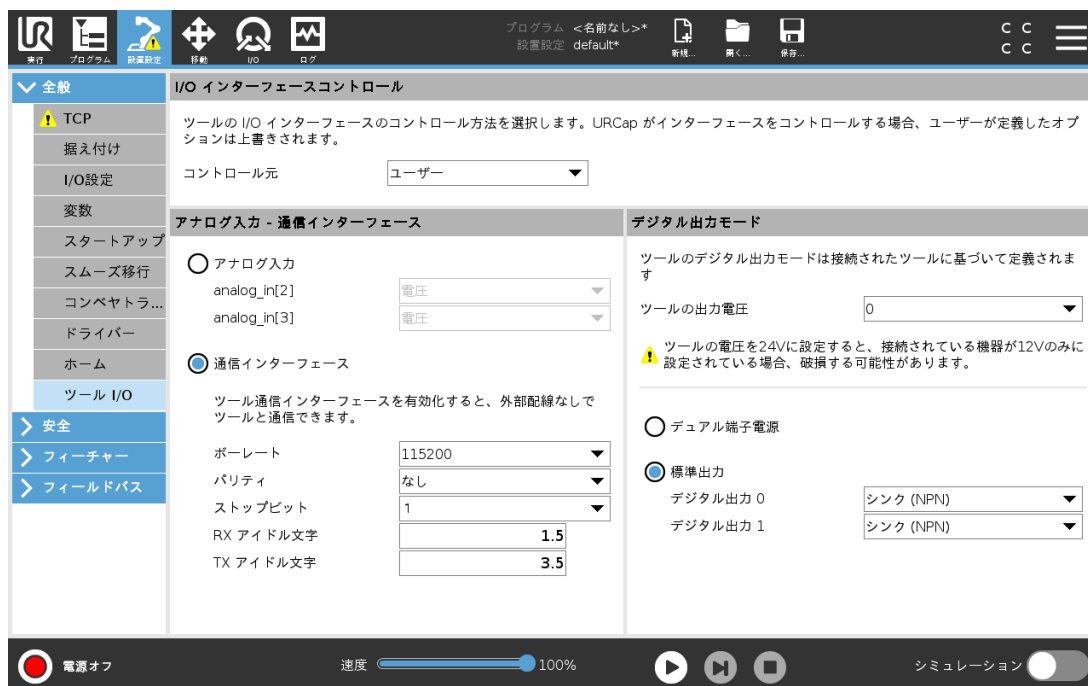 UR
プログラム <名前なし>*
設置設定 default*
実行
プログラム
設置設定
移動
I/O
ログ
新規...
開く...
保存...
C C
C C
全般
TCP
据え付け
I/O設定
変数
スタートアップ
スムーズ移行
コンベヤトラ...
ドライバー
ホーム
ツール I/O
安全
フィーチャー
フィールドバス
I/O インターフェースコントロール
ツールの I/O インターフェースのコントロール方法を選択します。URCap がインターフェースをコントロールする場合、ユーザーが定義したオプ
ションは上書きされます。
コントロール元 ユーザー
アナログ入力 - 通信インターフェース
アナログ入力
analog_in[2] 電圧
analog_in[3] 電圧
通信インターフェース
ツール通信インターフェースを有効化すると、外部配線なしで
ツールと通信できます。
ボーレート 115200
パリティ なし
ストップビット 1
RX アイドル文字 1.5
TX アイドル文字 3.5
デジタル出力モード
ツールのデジタル出力モードは接続されたツールに基づいて定義されま
す
ツールの出力電圧 0
ツールの電圧を24Vに設定すると、接続されている機器が12Vのみに
設定されている場合、破損する可能性があります。
デュアル端子電源
標準出力
デジタル出力 0 シンク (NPN)
デジタル出力 1 シンク (NPN)
電源オフ
速度 100%
シミュレーション